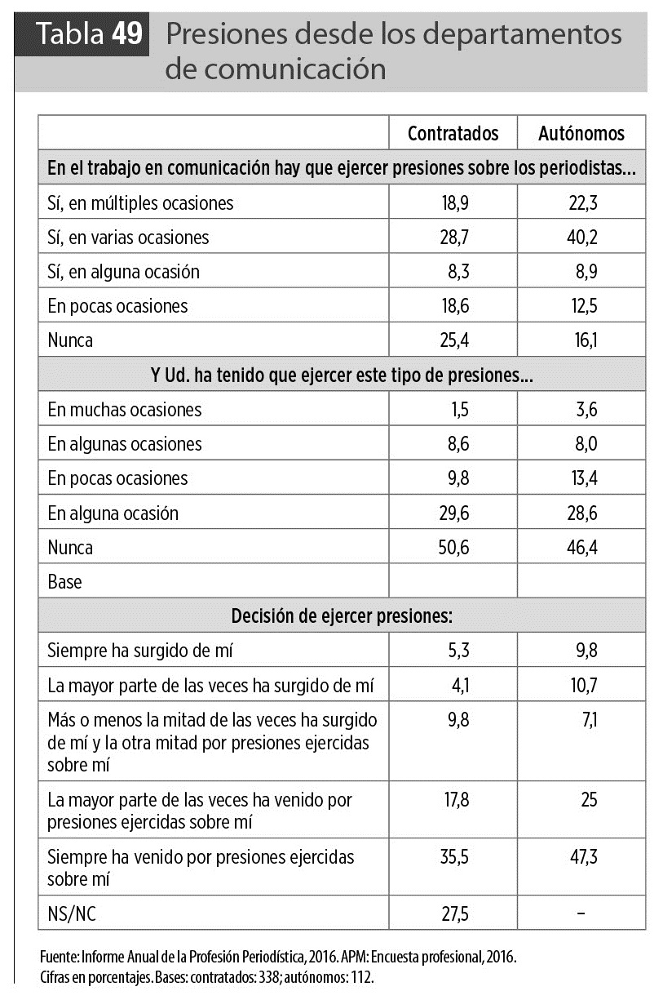 Tabla 49 Presiones desde los departamentos
de comunicación
Contratados Autónomos
En el trabajo en comunicación hay que ejercer presiones sobre los periodistas...
Sí, en múltiples ocasiones 18,9 22,3
Sí, en varias ocasiones 28,7 40,2
Sí, en alguna ocasión 8,3 8,9
En pocas ocasiones 18,6 12,5
Nunca 25,4 16,1
Y Ud. ha tenido que ejercer este tipo de presiones...
En muchas ocasiones 1,5 3,6
En algunas ocasiones 8,6 8,0
En pocas ocasiones 9,8 13,4
En alguna ocasión 29,6 28,6
Nunca 50,6 46,4
Base
Decisión de ejercer presiones:
Siempre ha surgido de mí 5,3 9,8
La mayor parte de las veces ha surgido de mí 4,1 10,7
Más o menos la mitad de las veces ha surgido 9,8 7,1
de mí y la otra mitad por presiones ejercidas
sobre mí
La mayor parte de las veces ha venido por 17,8 25
presiones ejercidas sobre mí
Siempre ha venido por presiones ejercidas 35,5 47,3
sobre mí
NS/NC 27,5 –
Fuente: Informe Anual de la Profesión Periodística, 2016. APM: Encuesta profesional, 2016.
Cifras en porcentajes. Bases: contratados: 338; autónomos: 112.